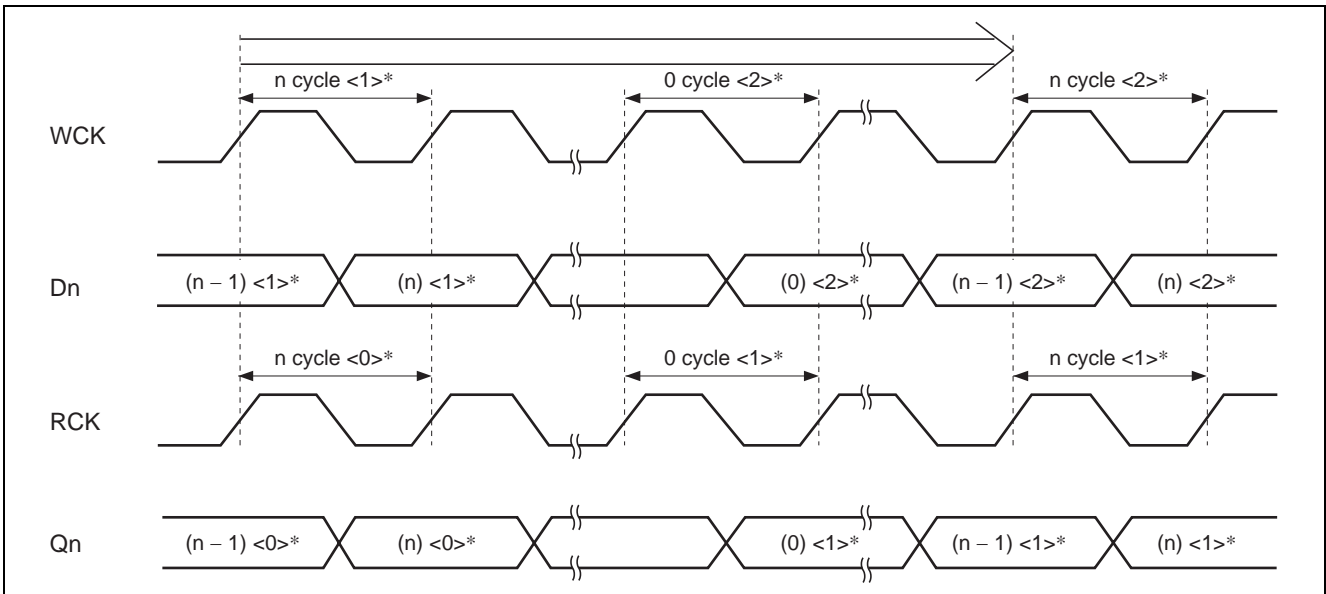 n cycle <1>* 0 cycle <2>* n cycle <2>*
WCK
Dn (n – 1) <1>* (n) <1>* (0) <2>* (n – 1) <2>* (n) <2>*
n cycle <0>* 0 cycle <1>* n cycle <1>*
RCK
Qn (n – 1) <0>* (n) <0>* (0) <1>* (n – 1) <1>* (n) <1>*